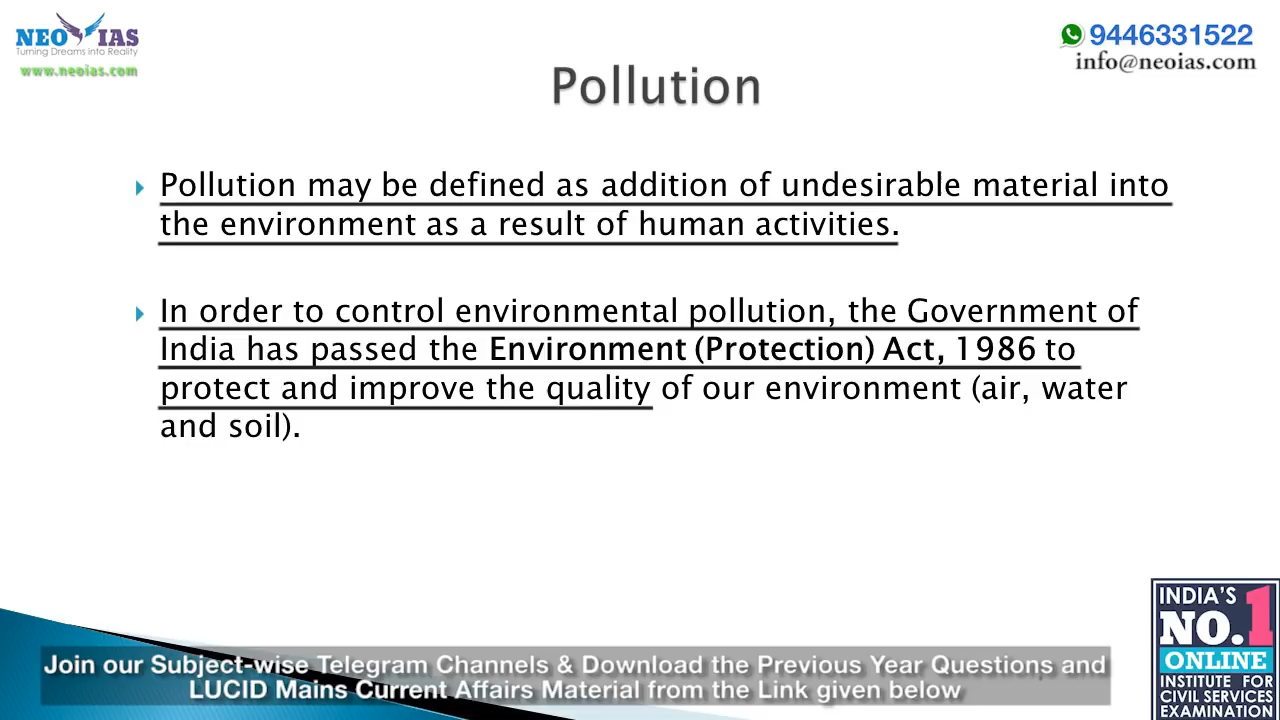 NEO IAS
Turning Dreams into Reality
www.neoias.com
9446331522
info@neoias.com
Pollution
Pollution may be defined as addition of undesirable material into
the environment as a result of human activities.
In order to control environmental pollution, the Government of
India has passed the Environment (Protection) Act, 1986 to
protect and improve the quality of our environment (air, water
and soil).
Join our Subject-wise Telegram Channels & Download the Previous Year Questions and
LUCID Mains Current Affairs Material from the Link given below
INDIA'S
NO.1
ONLINE
INSTITUTE FOR
CIVIL SERVICES
EXAMINATION